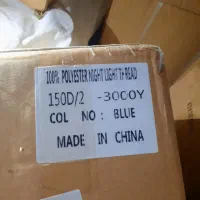 100% POLYESTER NIGHT LIGHT THREAD
150D/2 -3000Y
COL NO : BLUE
MADE IN CHINA